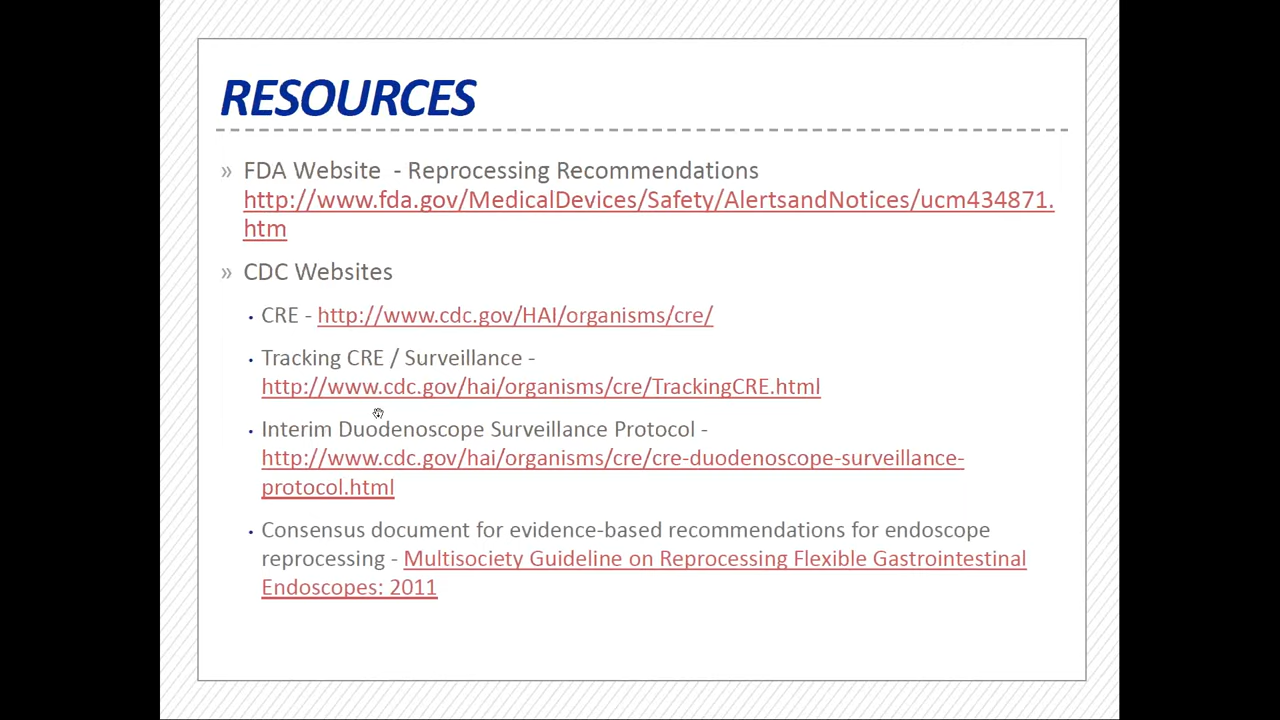 RESOURCES
» FDA Website - Reprocessing Recommendations
http://www.fda.gov/MedicalDevices/Safety/AlertsandNotices/ucm434871.
htm
» CDC Websites
• CRE - http://www.cdc.gov/HAI/organisms/cre/
• Tracking CRE / Surveillance -
http://www.cdc.gov/hai/organisms/cre/TrackingCRE.html
• Interim Duodenoscope Surveillance Protocol -
http://www.cdc.gov/hai/organisms/cre/cre-duodenoscope-surveillance-
protocol.html
• Consensus document for evidence-based recommendations for endoscope
reprocessing - Multisociety Guideline on Reprocessing Flexible Gastrointestinal
Endoscopes: 2011